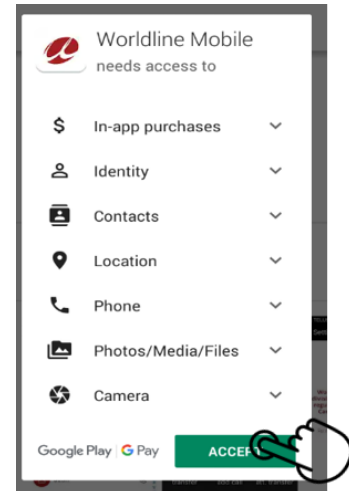 Worldline Mobile
needs access to
$ In-app purchases
Identity
Contacts
Location
Phone
Photos/Media/Files
Camera
Google Play | G Pay